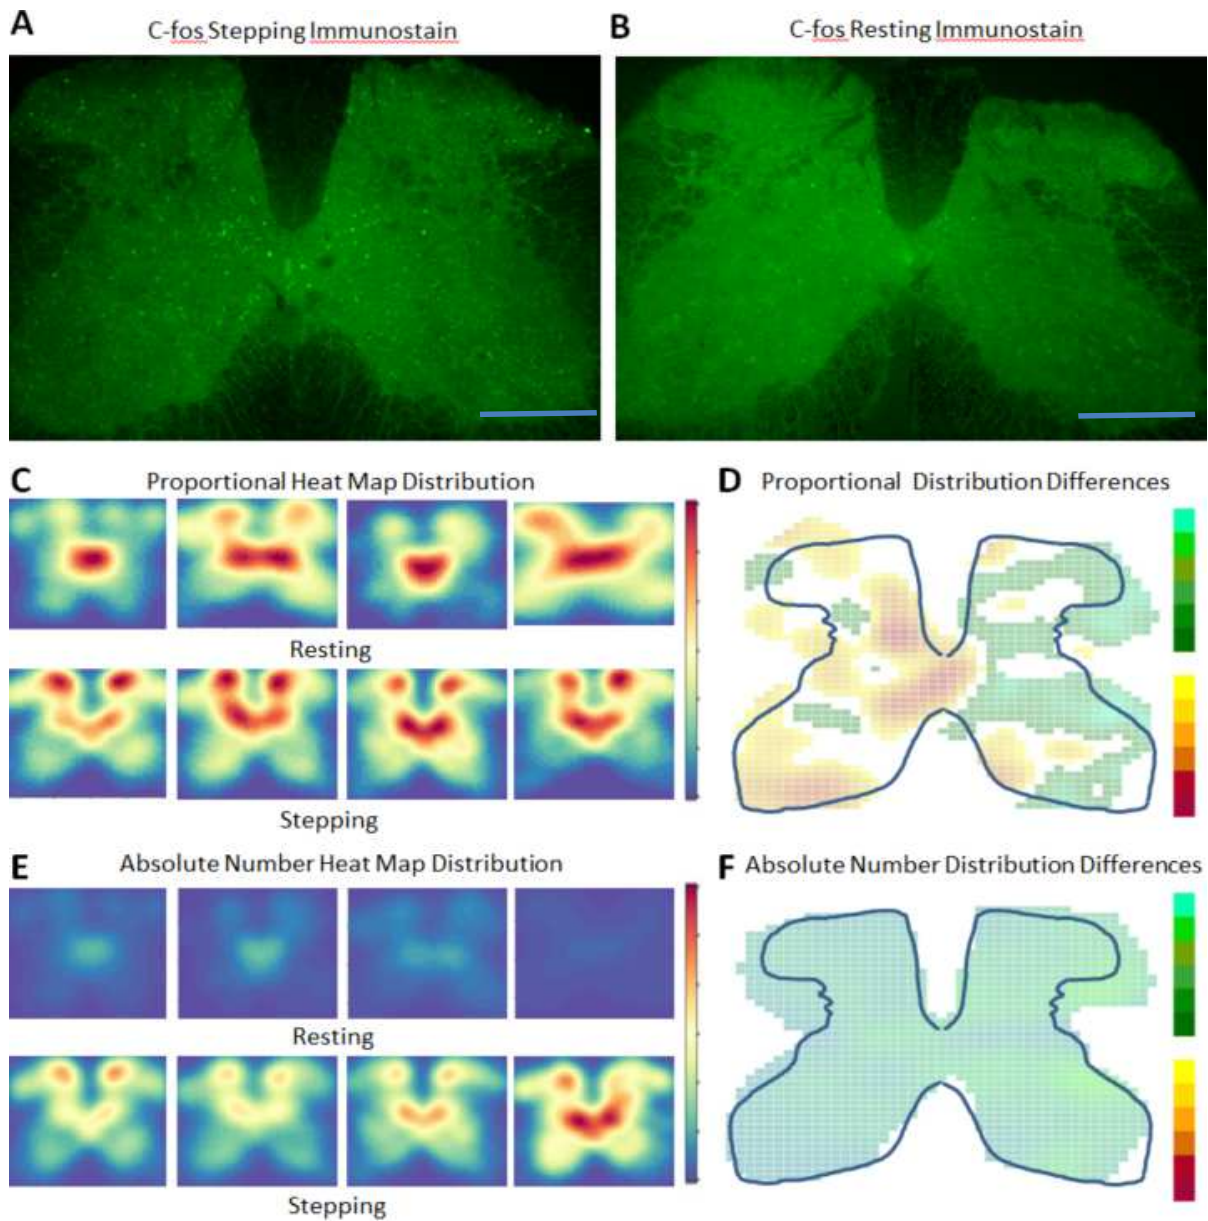 A
C-fos Stepping Immunostain
B
C-fos Resting Immunostain
C
Proportional Heat Map Distribution
D
Proportional Distribution Differences
Resting
Stepping
E
Absolute Number Heat Map Distribution
F
Absolute Number Distribution Differences
Resting
Stepping